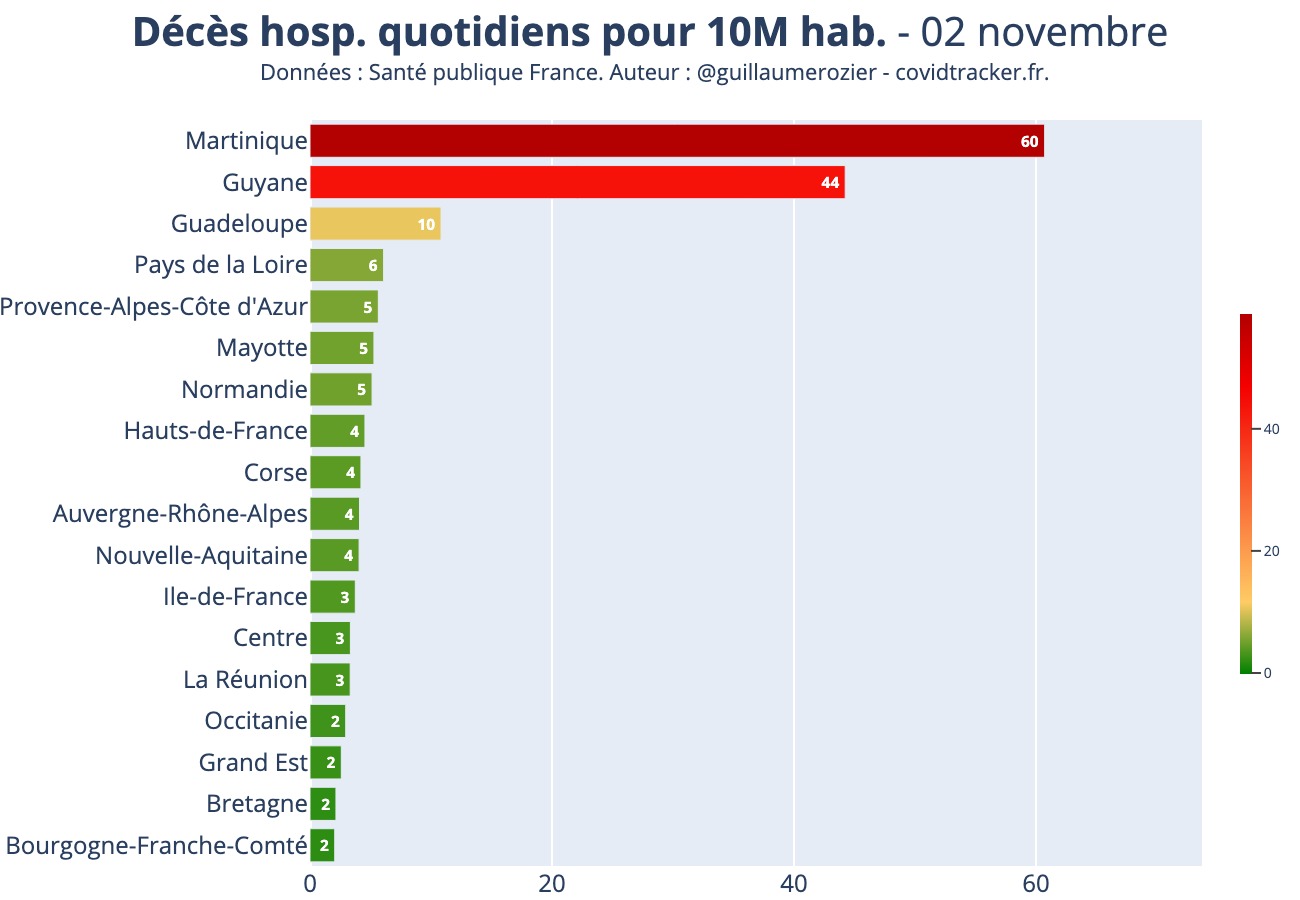 Décès hosp. quotidiens pour 10M hab. - 02 novembre
Données : Santé publique France. Auteur : @guillaumerozier - covidtracker.fr.
Martinique 60
Guyane 44
Guadeloupe 10
Pays de la Loire 6
Provence-Alpes-Côte d'Azur 5
Mayotte 5
Normandie 5
Hauts-de-France 4
Corse 4
Auvergne-Rhône-Alpes 4
Nouvelle-Aquitaine 4
Ile-de-France 3
Centre 3
La Réunion 3
Occitanie 2
Grand Est 2
Bretagne 2
Bourgogne-Franche-Comté 2
0 20 40 60
40
20
0